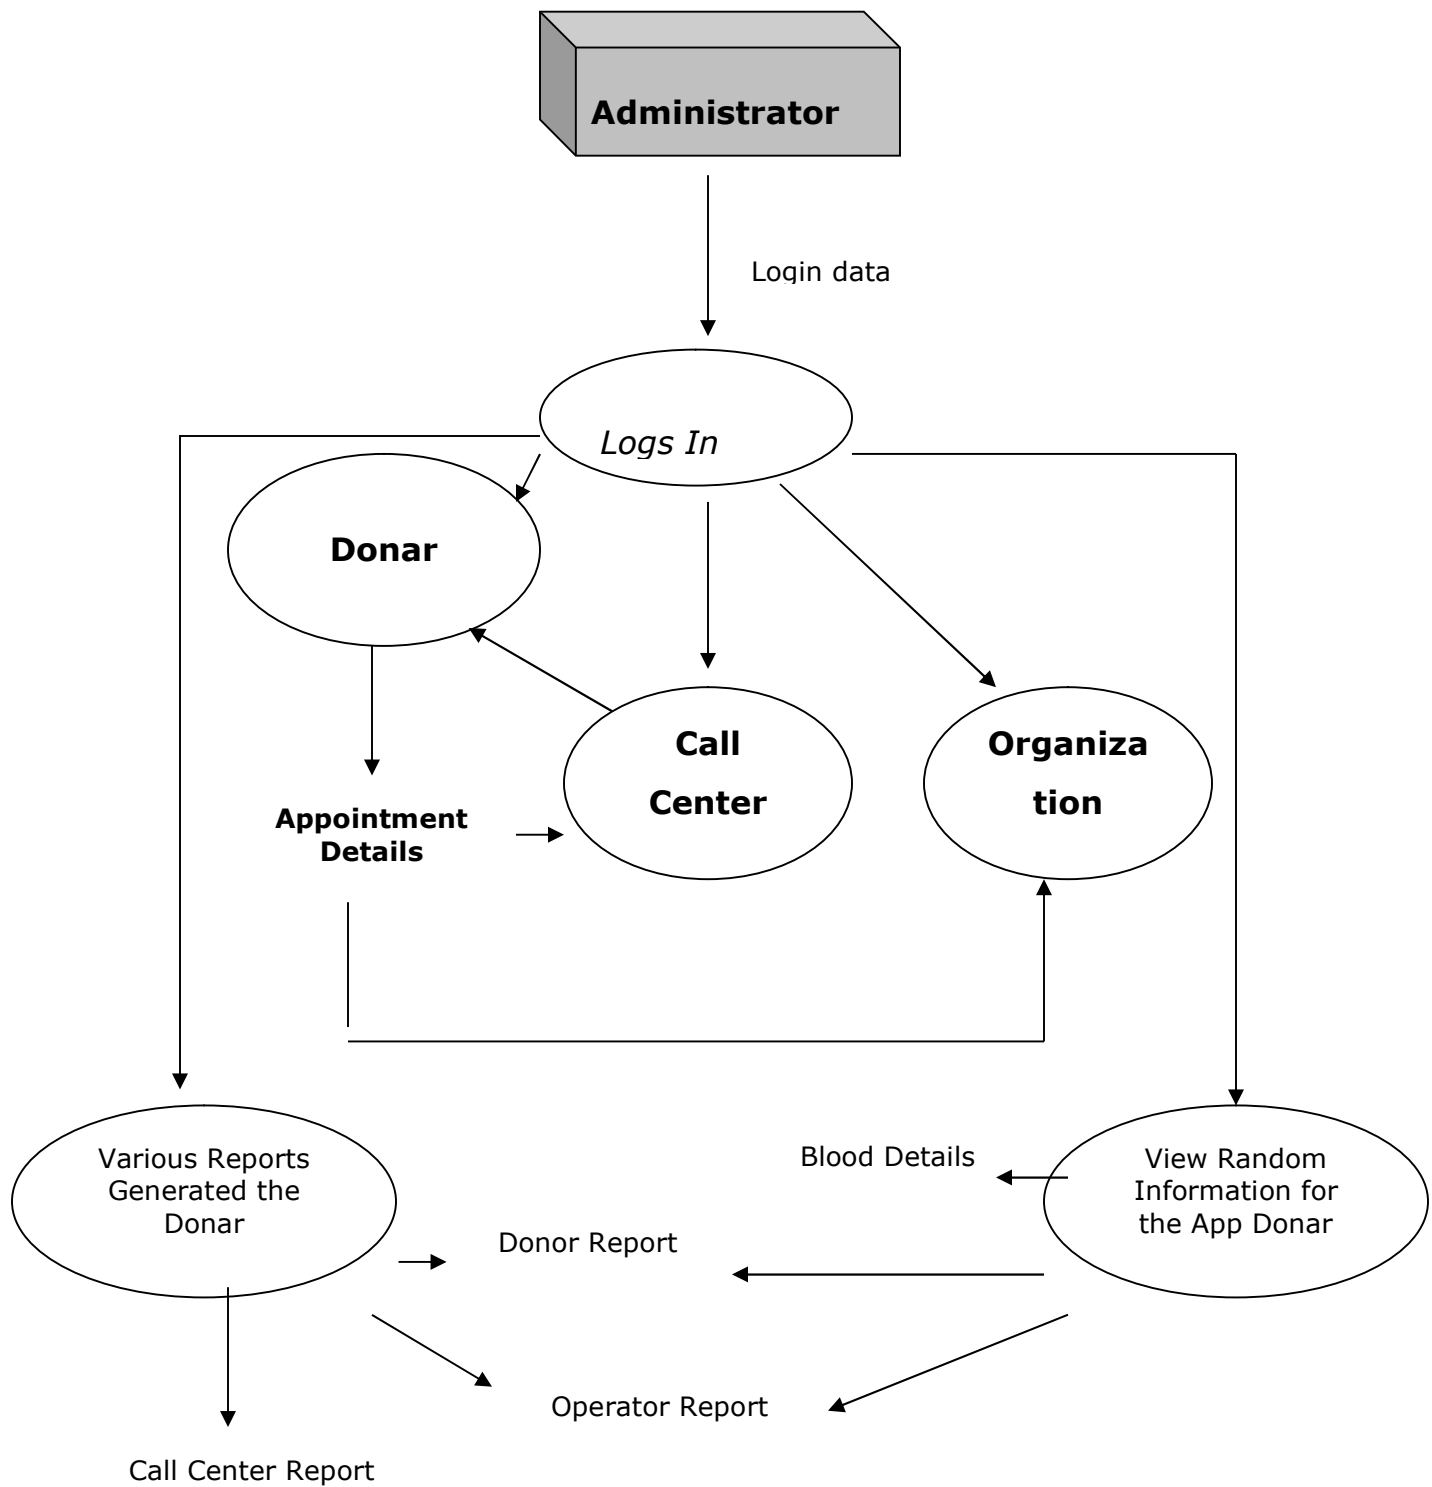 Administrator
Login data
Logs In
Donar
Call
Center
Organiza
tion
Appointment
Details
Various Reports
Generated the
Donar
Blood Details
View Random
Information for
the App Donar
Donor Report
Operator Report
Call Center Report